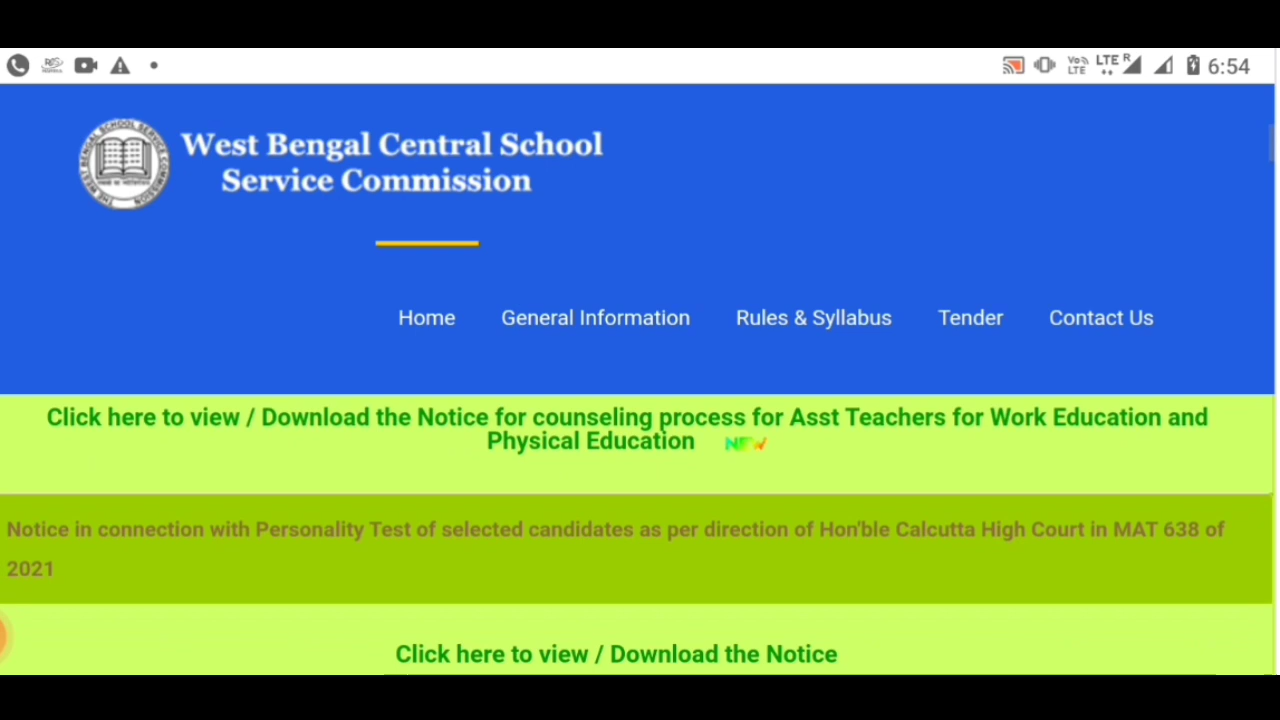 6:54
VoLTE
LTE R
West Bengal Central School
Service Commission
Home General Information Rules & Syllabus Tender Contact Us
Click here to view / Download the Notice for counseling process for Asst Teachers for Work Education and
Physical Education NEW
Notice in connection with Personality Test of selected candidates as per direction of Hon'ble Calcutta High Court in MAT 638 of
2021
Click here to view / Download the Notice